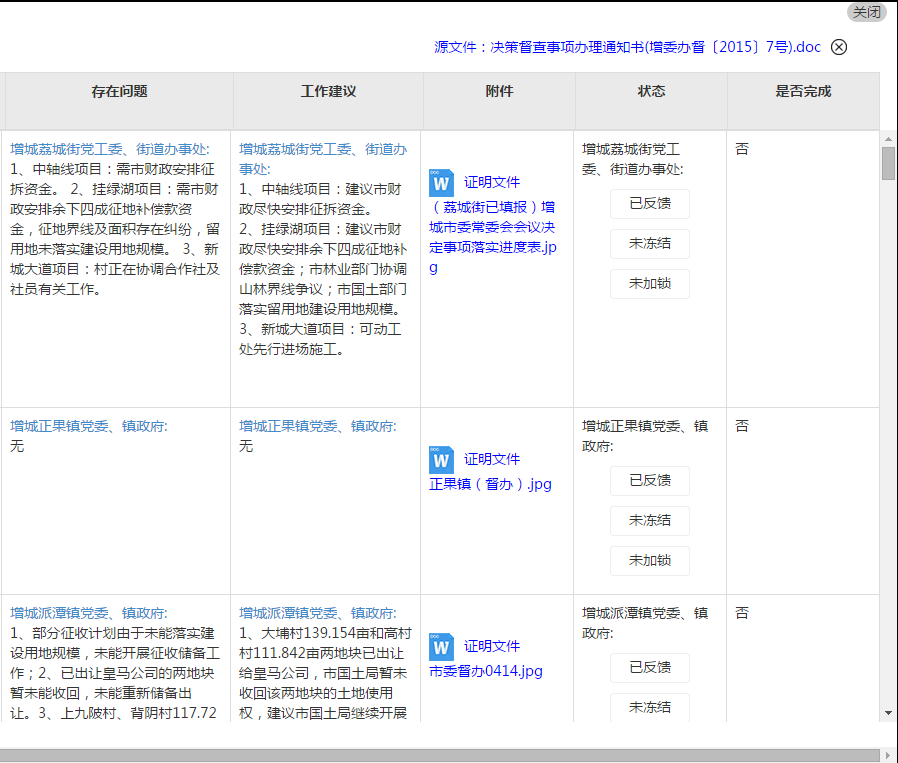 关闭
源文件：决策督查事项办理通知书(增委办督〔2015〕7号).doc
存在问题
工作建议
附件
状态
是否完成
增城荔城街党工委、街道办事处:
1、中轴线项目：需市财政安排征
拆资金。 2、挂绿湖项目：需市财
政安排余下四成征地补偿款资
金，征地界线及面积存在纠纷，留
用地未落实建设用地规模。 3、新
城大道项目：村正在协调合作社及
社员有关工作。
增城荔城街党工委、街道办
事处:
1、中轴线项目：建议市财
政尽快安排征拆资金。
2、挂绿湖项目：建议市财
政尽快安排余下四成征地补
偿款资金；市林业部门协调
山林界线争议；市国土部门
落实留用地建设用地规模。
3、新城大道项目：可动工
处先行进场施工。
DOC
W
证明文件
（荔城街已填报）增
城市委常委会会议决
定事项落实进度表.jp
g
增城荔城街党工
委、街道办事处:
已反馈
未冻结
未加锁
否
增城正果镇党委、镇政府:
无
增城正果镇党委、镇政府:
无
DOC
W
证明文件
正果镇（督办）.jpg
增城正果镇党委、镇
政府:
已反馈
未冻结
未加锁
否
增城派潭镇党委、镇政府:
1、部分征收计划由于未能落实建
设用地规模，未能开展征收储备工
作；2、已出让皇马公司的两地块
暂未能收回，未能重新储备出
让。3、上九陂村、背阴村117.72
增城派潭镇党委、镇政府:
1、大埔村139.154亩和高村
村111.842亩两地块已出让
给皇马公司，市国土局暂未
收回该两地块的土地使用
权，建议市国土局继续开展
DOC
W
证明文件
市委督办0414.jpg
增城派潭镇党委、镇
政府:
已反馈
未冻结
否